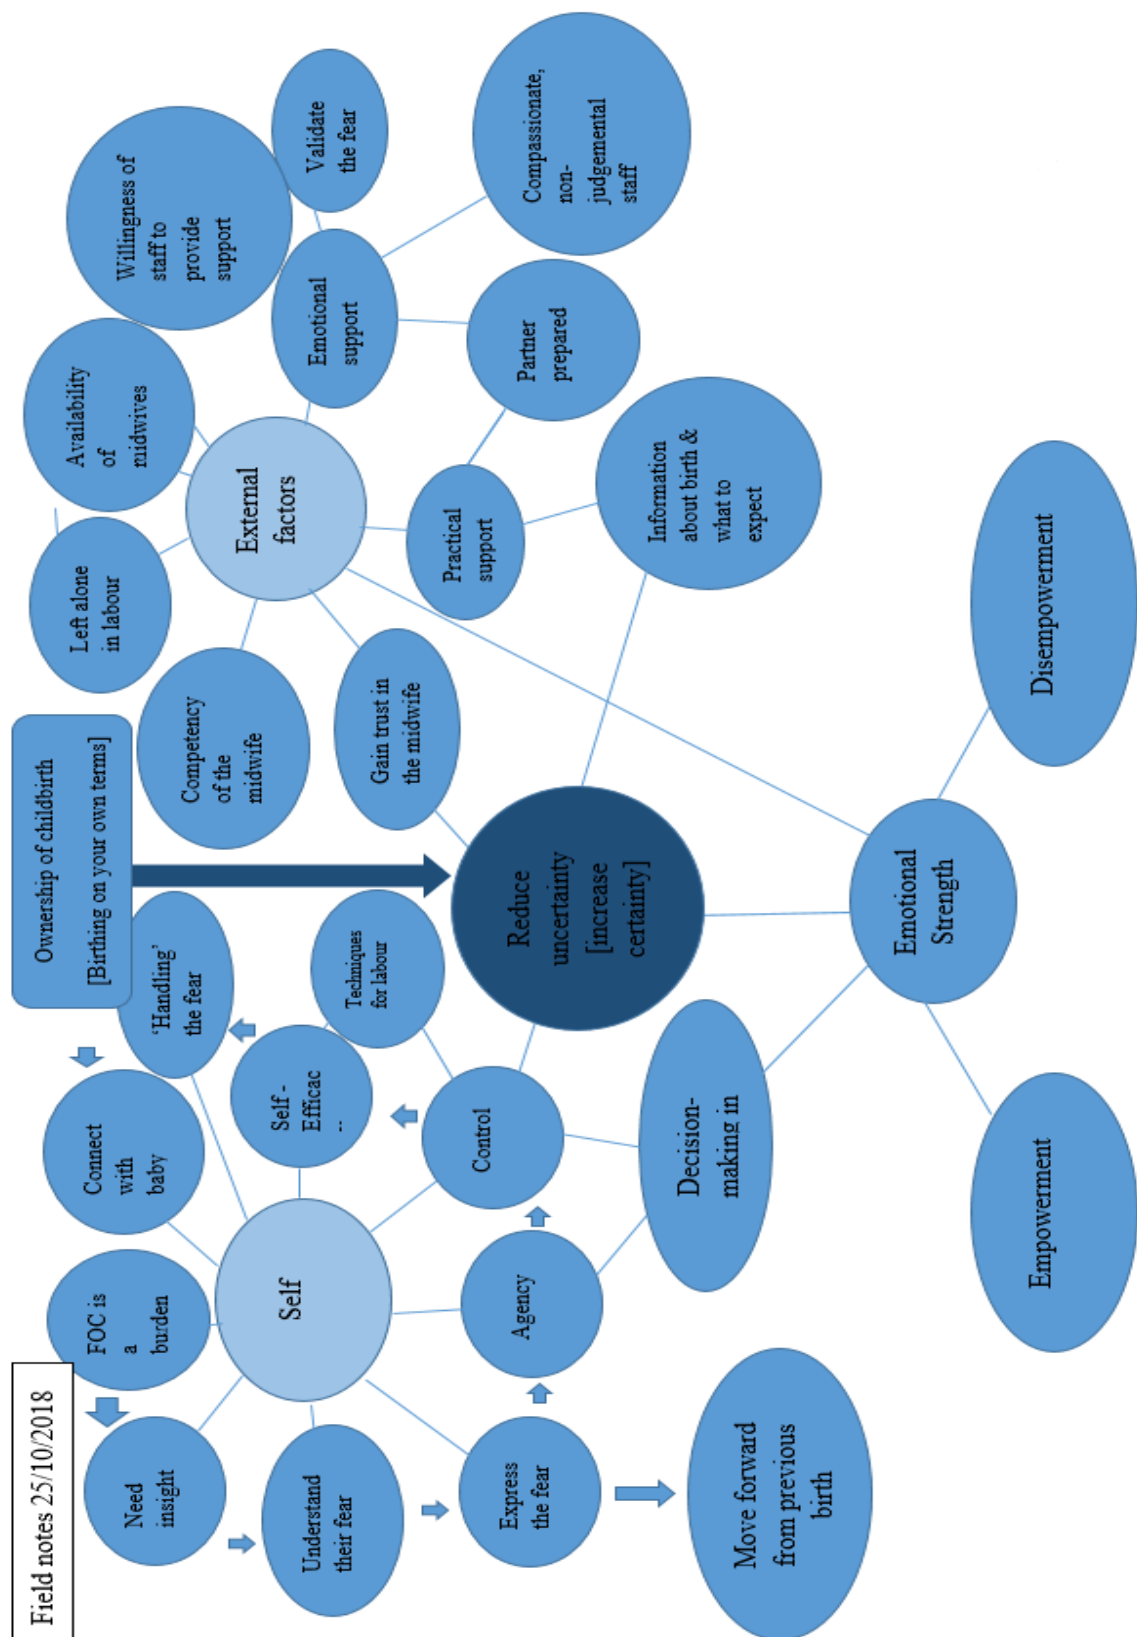 Field notes 25/10/2018
Need
insight
FOC is
a
burden
Connect
with
baby
'Handling'
the fear
Ownership of childbirth
[Birthing on your own terms]
Left alone
in labour
Availability
of
midwives
Willingness of
staff to
provide
support
Validate
the fear
Understand
their fear
Self
Self -
Efficac
Techniques
for labour
Competency
of the
midwife
External
factors
Emotional
support
Express
the fear
Agency
Control
Gain trust in
the midwife
Practical
support
Partner
prepared
Compassionate,
non-
judgemental
staff
Reduce
uncertainty
[increase
certainty]
Information
about birth &
what to
expect
Move forward
from previous
birth
Decision-
making in
Emotional
Strength
Empowerment
Disempowerment